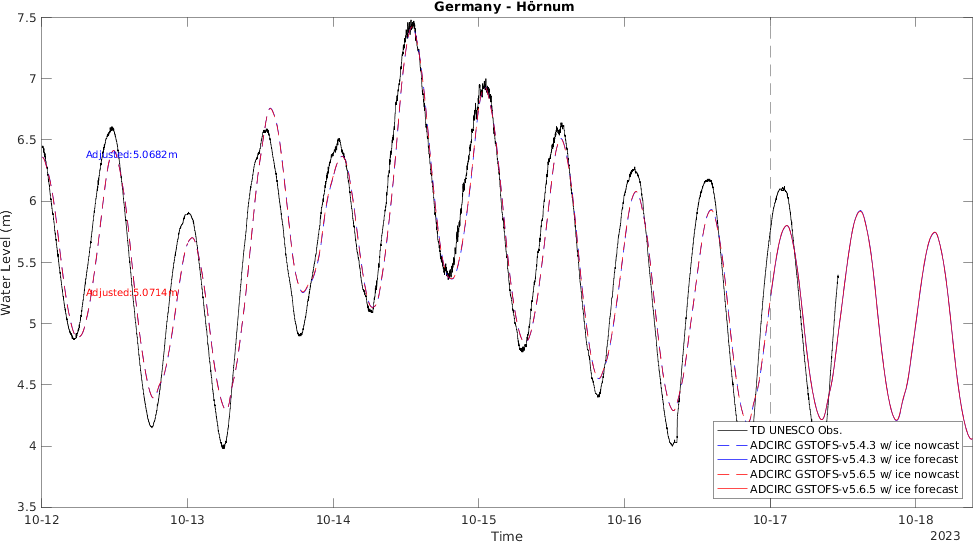 Germany - Hörnum
Water Level (m)
7.5
7
6.5
6
5.5
5
4.5
4
3.5
Adjusted:5.0682m
Adjusted:5.0714m
TD UNESCO Obs.
ADCIRC GSTOFS-v5.4.3 w/ ice nowcast
ADCIRC GSTOFS-v5.4.3 w/ ice forecast
ADCIRC GSTOFS-v5.6.5 w/ ice nowcast
ADCIRC GSTOFS-v5.6.5 w/ ice forecast
10-12 10-13 10-14 10-15 10-16 10-17 10-18
Time
2023